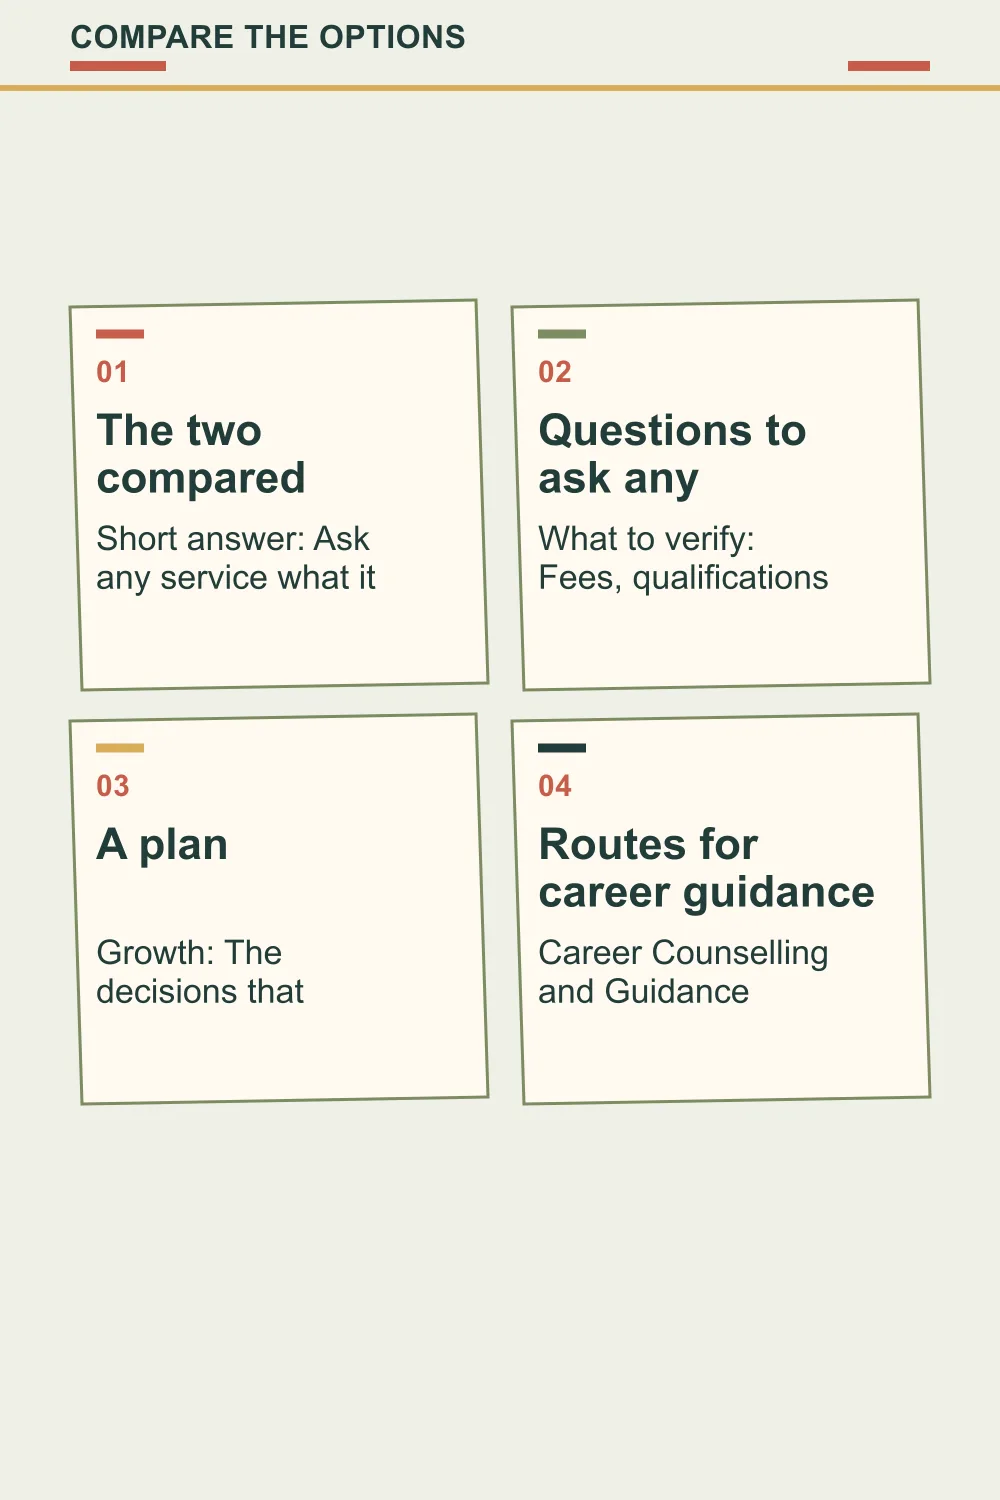 COMPARE THE OPTIONS
01
The two
compared
Short answer: Ask
any service what it
02
Questions to
ask any
What to verify:
Fees, qualifications
03
A plan
Growth: The
decisions that
04
Routes for
career guidance
Career Counselling
and Guidance